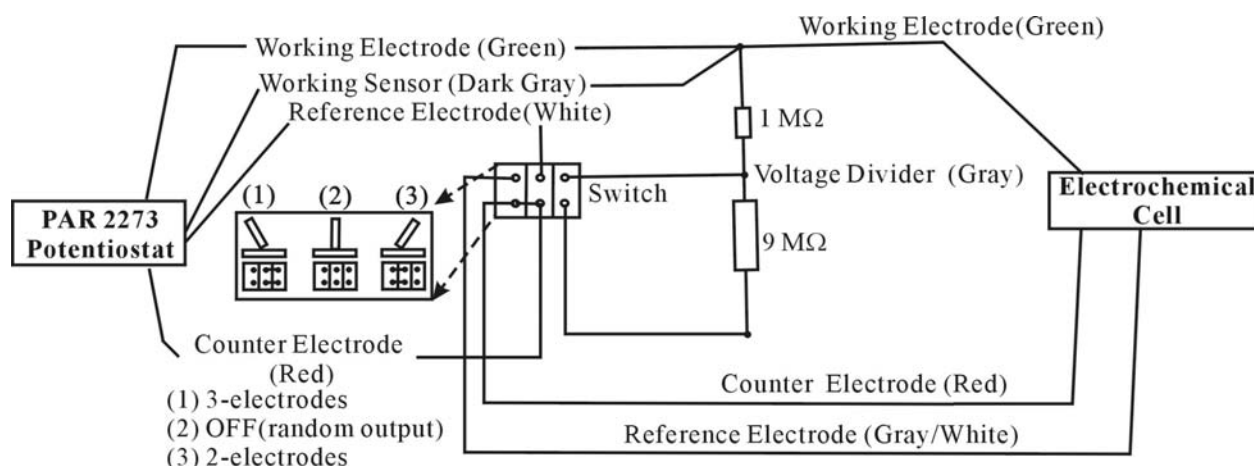 Working Electrode(Green)
Working Electrode (Green)
Working Sensor (Dark Gray)
Reference Electrode(White)
1 MΩ
(1) (2) (3)
Switch
Voltage Divider (Gray)
PAR 2273
Potentiostat
Electrochemical
Cell
9 MΩ
Counter Electrode
(Red)
(1) 3-electrodes
(2) OFF(random output)
(3) 2-electrodes
Counter Electrode (Red)
Reference Electrode (Gray/White)